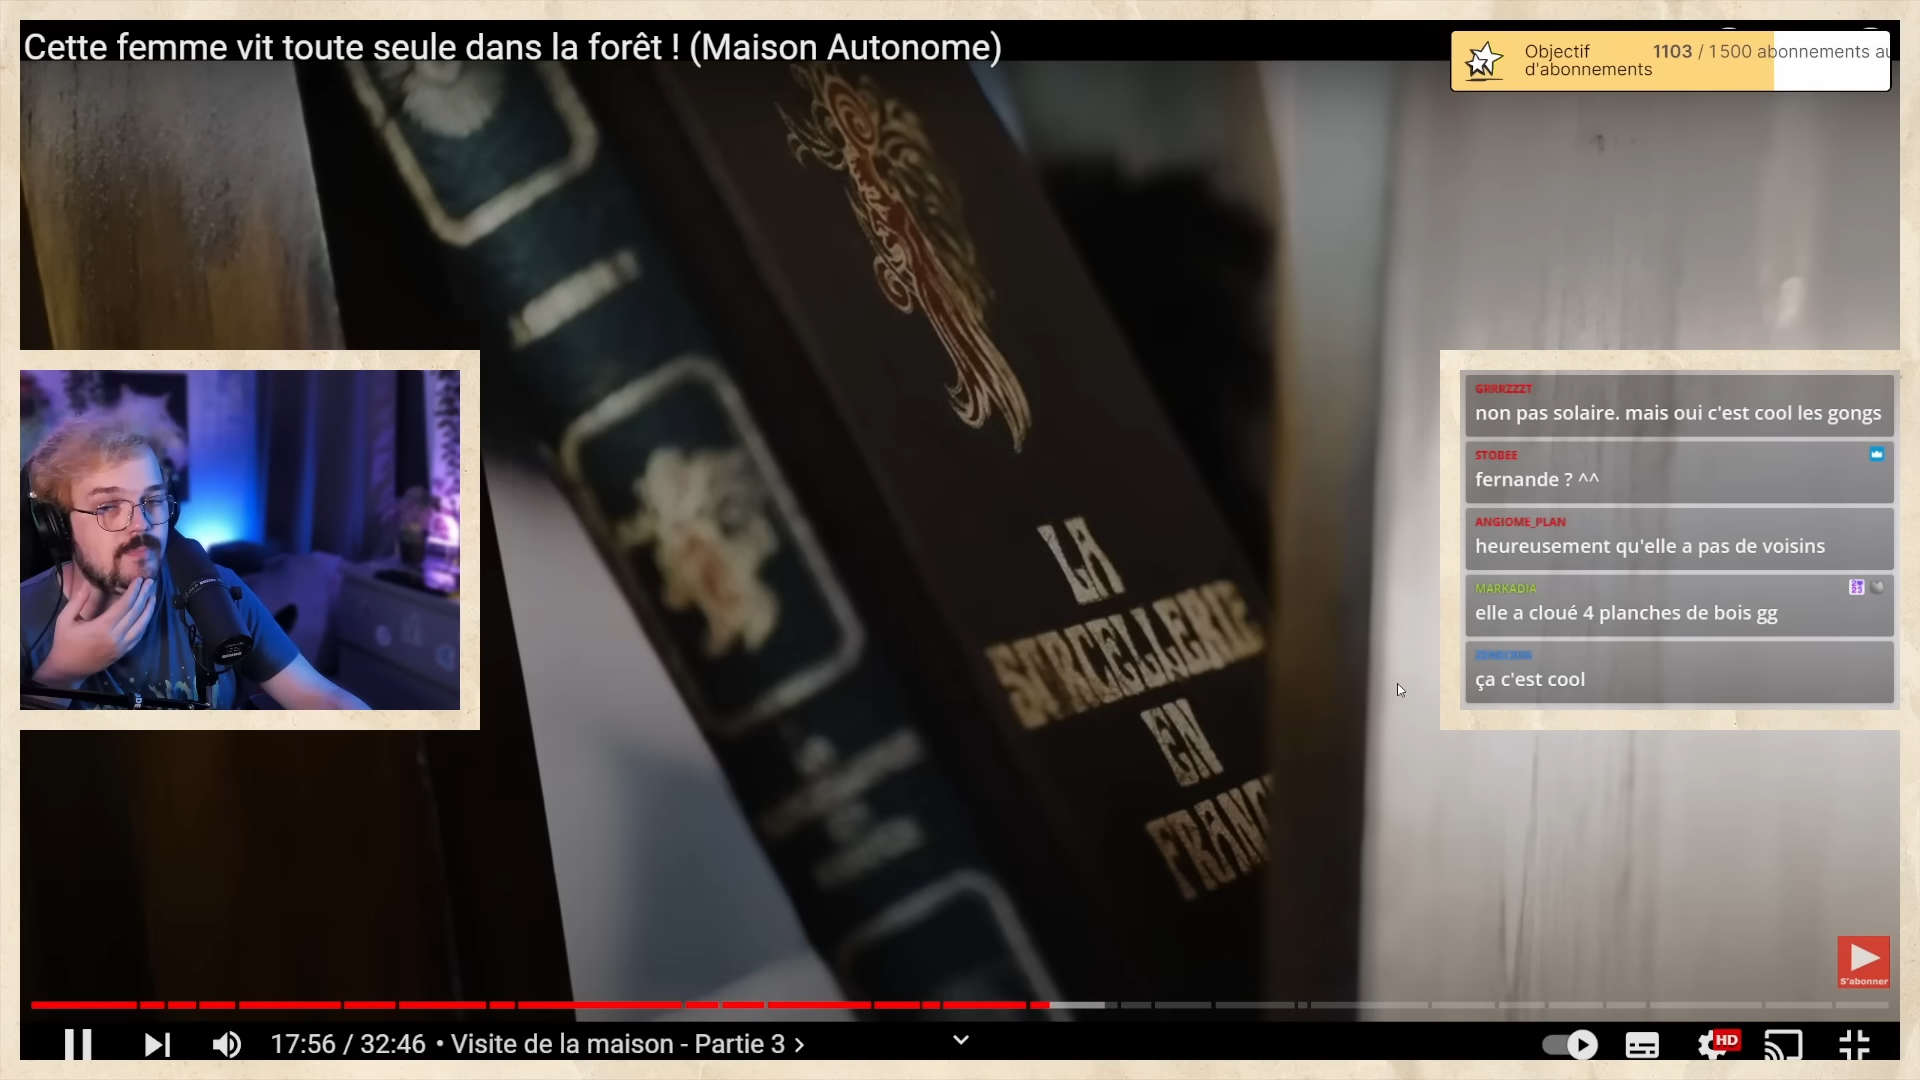 Cette femme vit toute seule dans la forêt ! (Maison Autonome)
Objectif
d'abonnements
1103 / 1500 abonnements au
LA
SORCELLERIE
EN
FRANC
GRRRZZZT
non pas solaire. mais oui c'est cool les gongs
STOBEE
fernande ? ^^
ANGIOME_PLAN
heureusement qu'elle a pas de voisins
MARKADIA
elle a cloué 4 planches de bois gg
ça c'est cool
S'abonner
17:56 / 32:46 • Visite de la maison - Partie 3 ›
HD